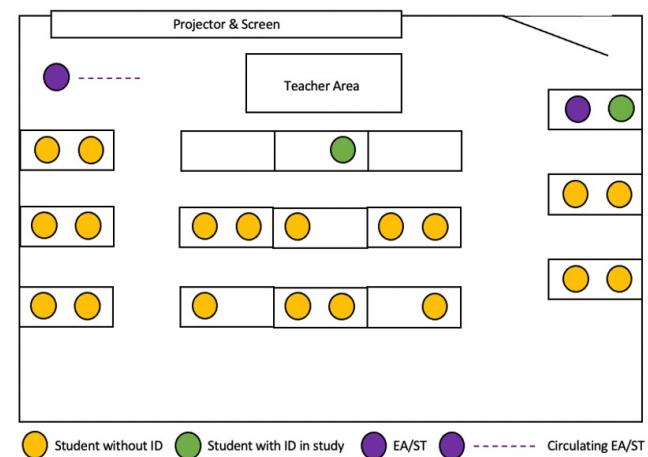 Projector & Screen
Teacher Area
Student without ID Student with ID in study EA/ST Circulating EA/ST